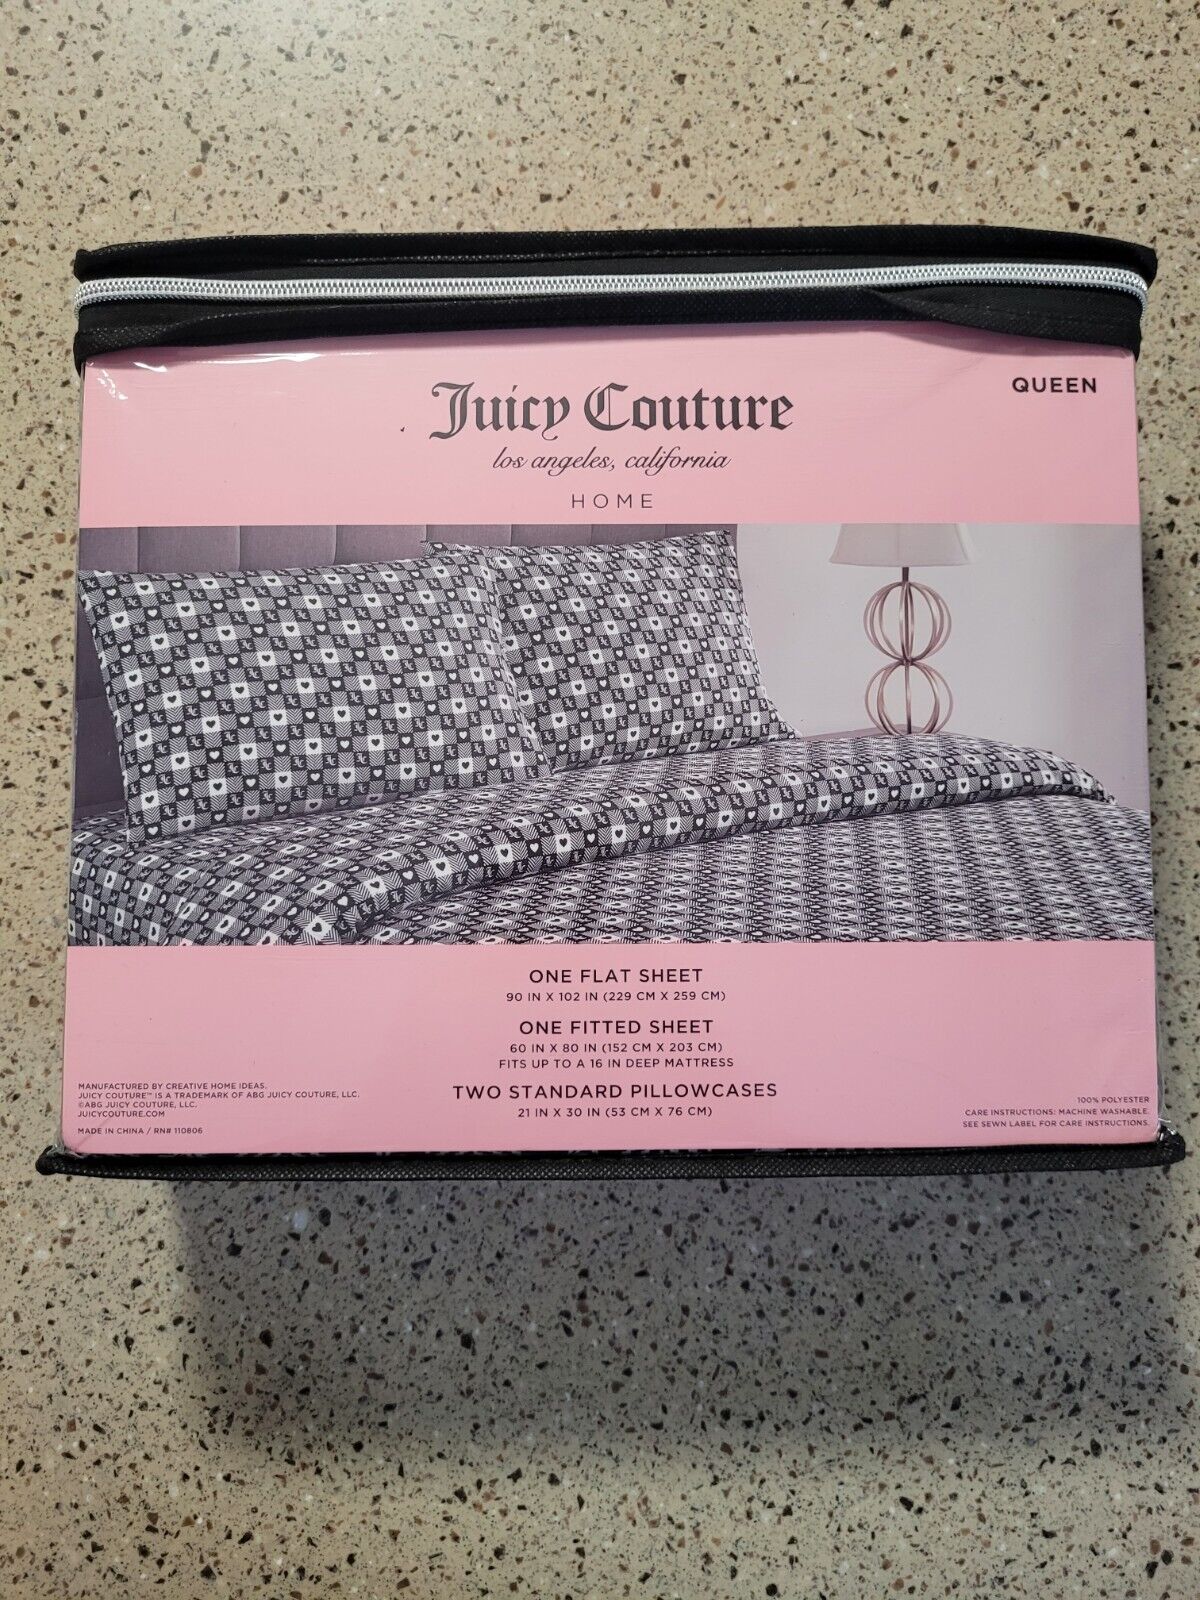 QUEEN
Juicy Couture
los angeles, california
HOME
ONE FLAT SHEET
90 IN X 102 IN (229 CM X 259 CM)
ONE FITTED SHEET
60 IN X 80 IN (152 CM X 203 CM)
FITS UP TO A 16 IN DEEP MATTRESS
TWO STANDARD PILLOWCASES
21 IN X 30 IN (53 CM X 76 CM)
MANUFACTURED BY CREATIVE HOME IDEAS.
JUICY COUTURE™ IS A TRADEMARK OF ABG JUICY COUTURE, LLC.
©ABG JUICY COUTURE, LLC.
JUICYCOUTURE.COM
MADE IN CHINA / RN# 110806
100% POLYESTER
CARE INSTRUCTIONS: MACHINE WASHABLE.
SEE SEWN LABEL FOR CARE INSTRUCTIONS.